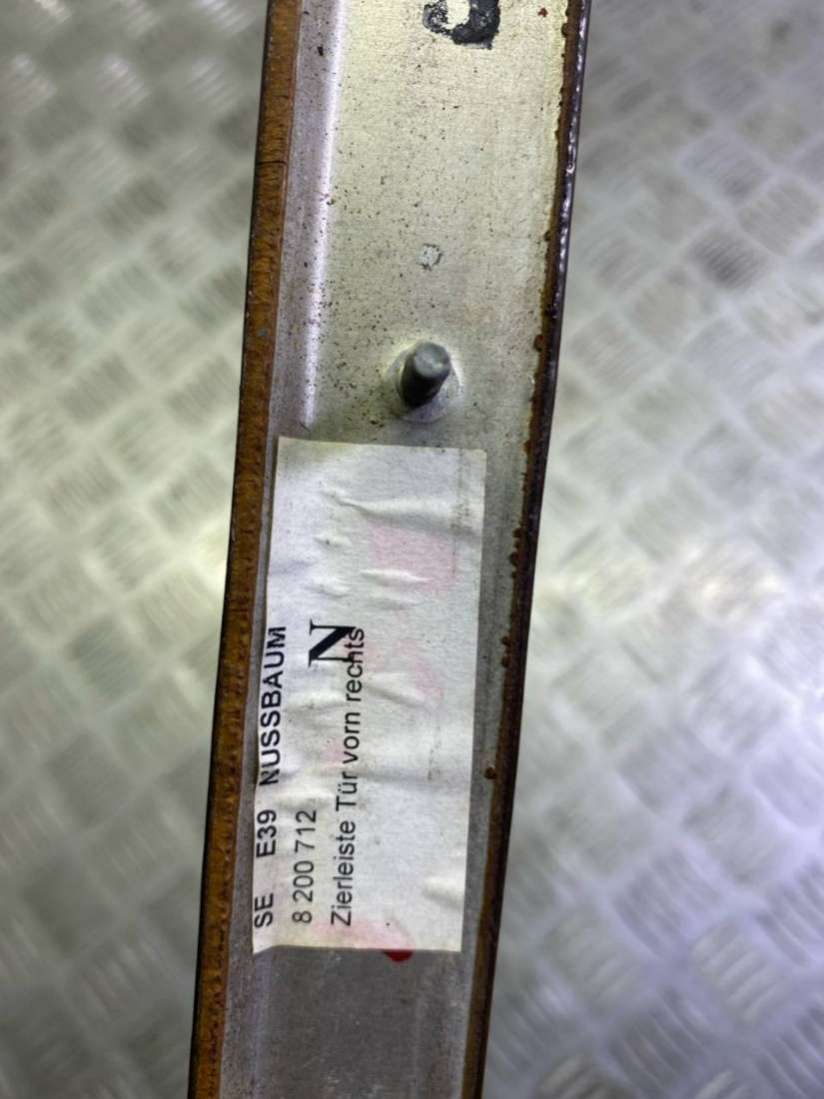 SE E39 NUSSBAUM
8 200 712
N
Zierleiste Tür vorn rechts